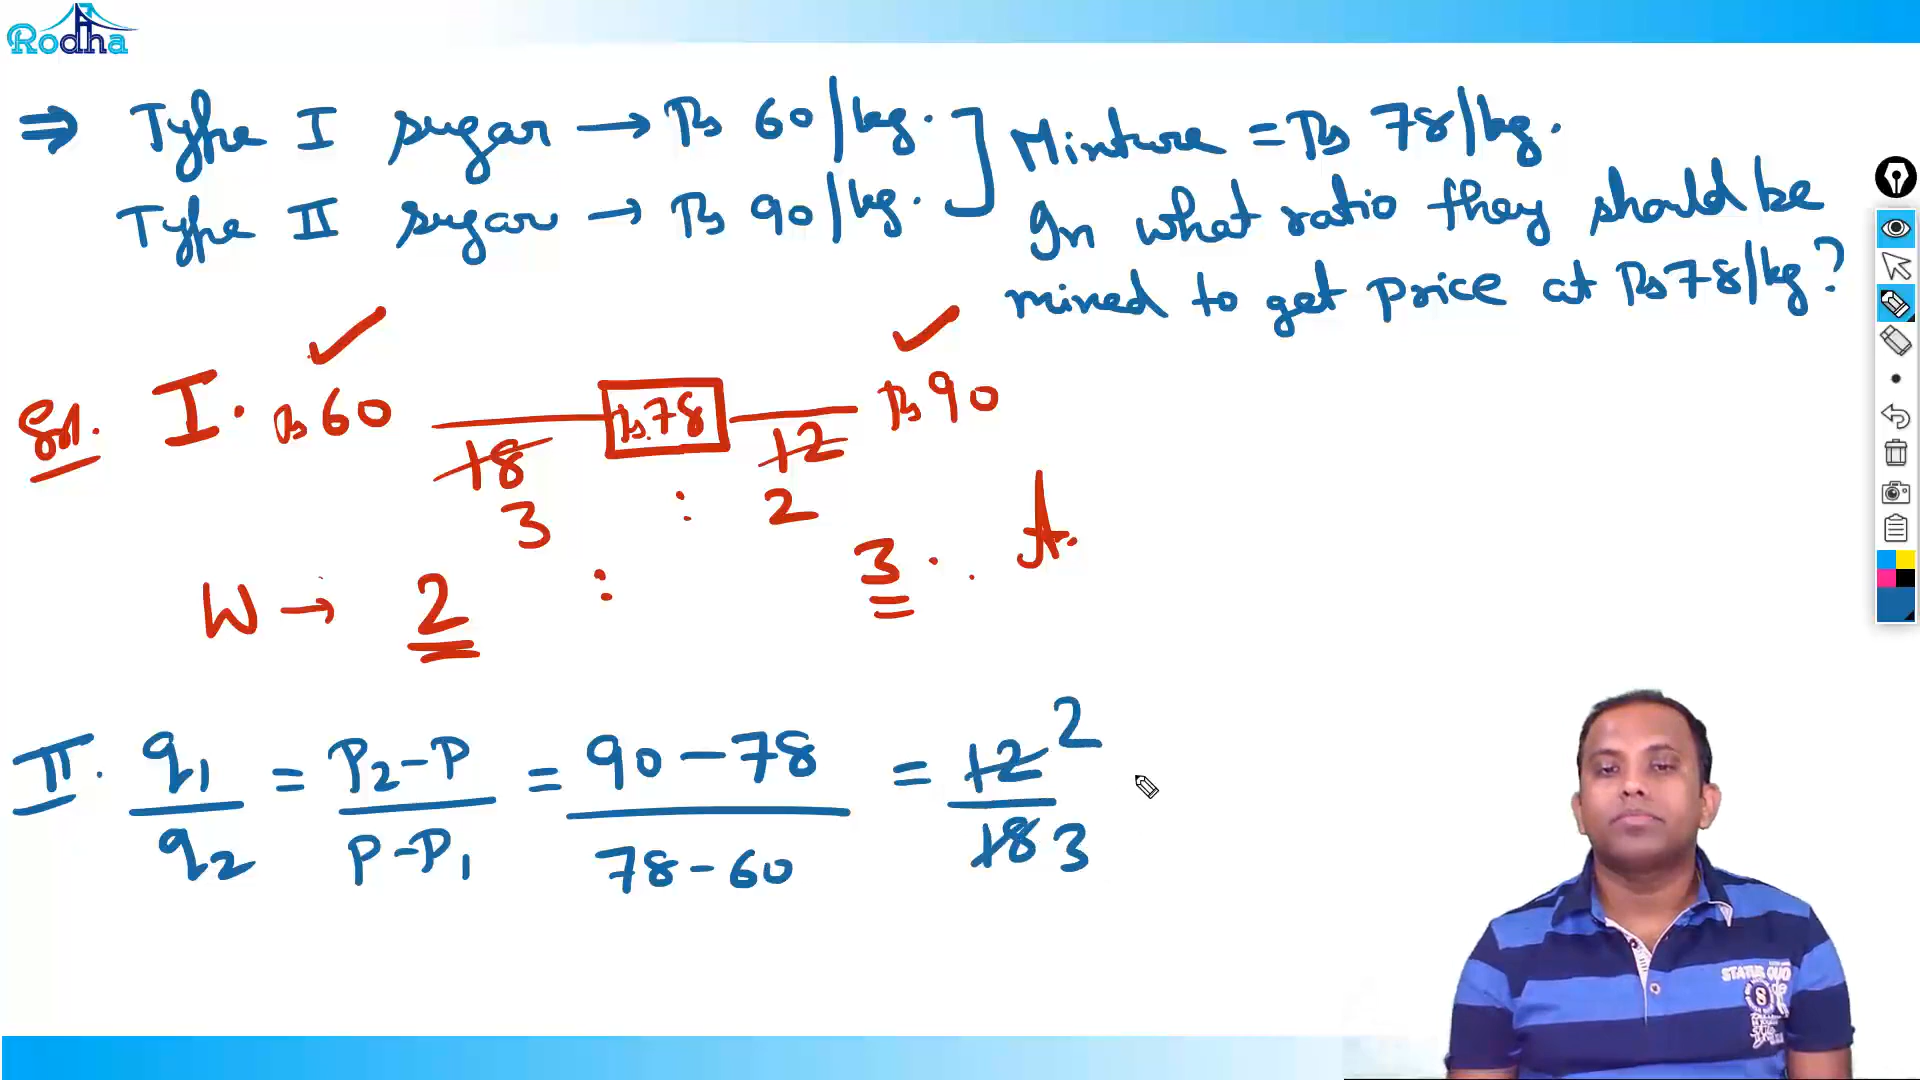 Rodha
⇒ Type I sugar → Rs 60/kg. ] Mixture = Rs 78/kg.
Type II sugar → Rs 90/kg. In what ratio they should be
mixed to get price at Rs 78/kg?
Sol. I. Rs 60 Rs.78 Rs 90
18 12
3 : 2
W → 2 : 3. A.
II. q1/q2 = (P2-P)/(P-P1) = (90-78)/(78-60) = 12/18 2/3
STATUS QUO